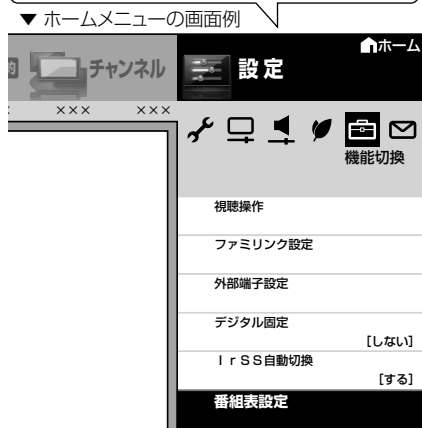 ▼ ホームメニューの画面例
ホーム
チャンネル
設定
××× ×××
機能切換
視聴操作
ファミリンク設定
外部端子設定
デジタル固定
[しない]
IrSS自動切換
[する]
番組表設定